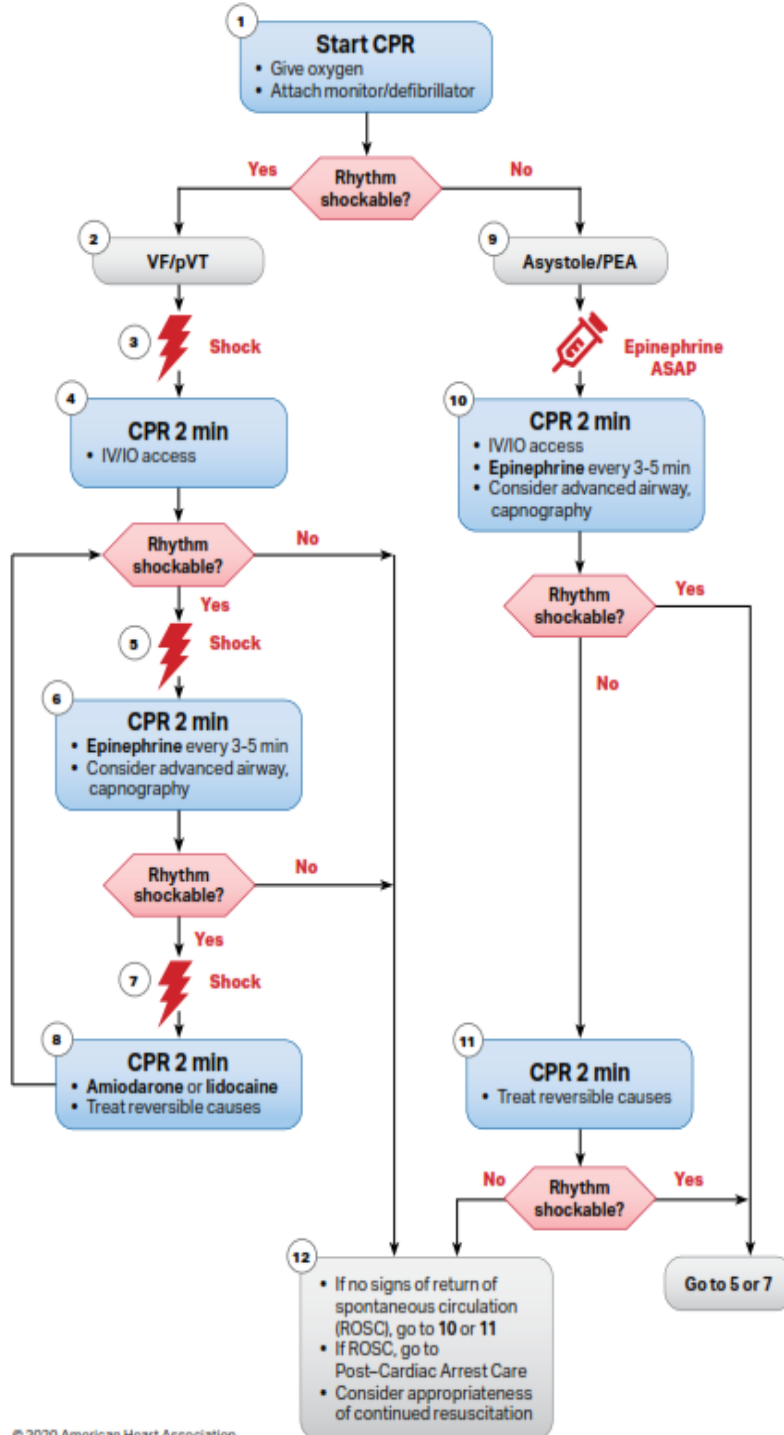 1
Start CPR
• Give oxygen
• Attach monitor/defibrillator
Yes
Rhythm
shockable?
No
2
VF/pVT
9
Asystole/PEA
3
Shock
Epinephrine
ASAP
4
CPR 2 min
• IV/IO access
10
CPR 2 min
• IV/IO access
• Epinephrine every 3-5 min
• Consider advanced airway,
capnography
Rhythm
shockable?
No
Yes
Rhythm
shockable?
Yes
No
5
Shock
6
CPR 2 min
• Epinephrine every 3-5 min
• Consider advanced airway,
capnography
Rhythm
shockable?
No
Yes
7
Shock
8
CPR 2 min
• Amiodarone or lidocaine
• Treat reversible causes
11
CPR 2 min
• Treat reversible causes
No
Rhythm
shockable?
Yes
12
• If no signs of return of
spontaneous circulation
(ROSC), go to 10 or 11
• If ROSC, go to
Post–Cardiac Arrest Care
• Consider appropriateness
of continued resuscitation
Go to 5 or 7
© 2020 American Heart Association